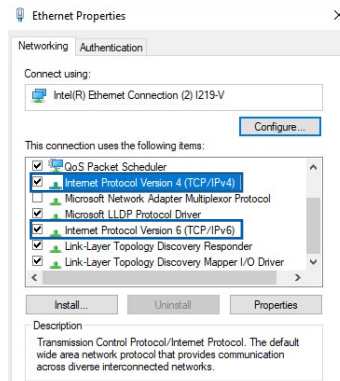 Ethernet Properties
Networking Authentication
Connect using:
Intel(R) Ethernet Connection (2) I219-V
Configure...
This connection uses the following items:
QoS Packet Scheduler
Internet Protocol Version 4 (TCP/IPv4)
Microsoft Network Adapter Multiplexor Protocol
Microsoft LLDP Protocol Driver
Internet Protocol Version 6 (TCP/IPv6)
Link-Layer Topology Discovery Responder
Link-Layer Topology Discovery Mapper I/O Driver
Install... Uninstall Properties
Description
Transmission Control Protocol/Internet Protocol. The default
wide area network protocol that provides communication
across diverse interconnected networks.